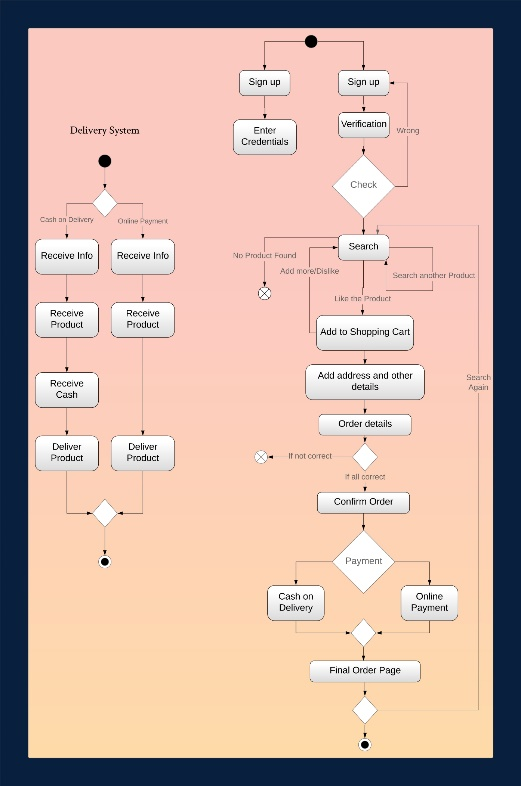 Delivery System
Cash on Delivery
Online Payment
Receive Info
Receive Info
Receive
Product
Receive
Product
Receive
Cash
Deliver
Product
Deliver
Product
Sign up
Sign up
Enter
Credentials
Verification
Wrong
Check
Search
No Product Found
Add more/Dislike
Search another Product
Like the Product
Add to Shopping Cart
Add address and other
details
Search
Again
Order details
If not correct
If all correct
Confirm Order
Payment
Cash on
Delivery
Online
Payment
Final Order Page